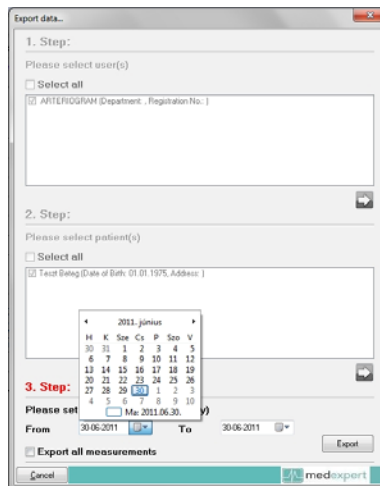 Export data...
1. Step:
Please select user(s)
Select all
ARTERIOGRAM (Department: , Registration No.: )
2. Step:
Please select patient(s)
Select all
Teszt Beteg (Date of Birth: 01.01.1975, Address: )
2011. június
H K Sze Cs P Szo V
30 31 1 2 3 4 5
6 7 8 9 10 11 12
13 14 15 16 17 18 19
20 21 22 23 24 25 26
27 28 29 30 1 2 3
4 5 6 7 8 9 10
Ma: 2011.06.30.
3. Step:
Please set y)
From 30-06-2011 To 30-06-2011
Export
Export all measurements
Cancel
medexpert